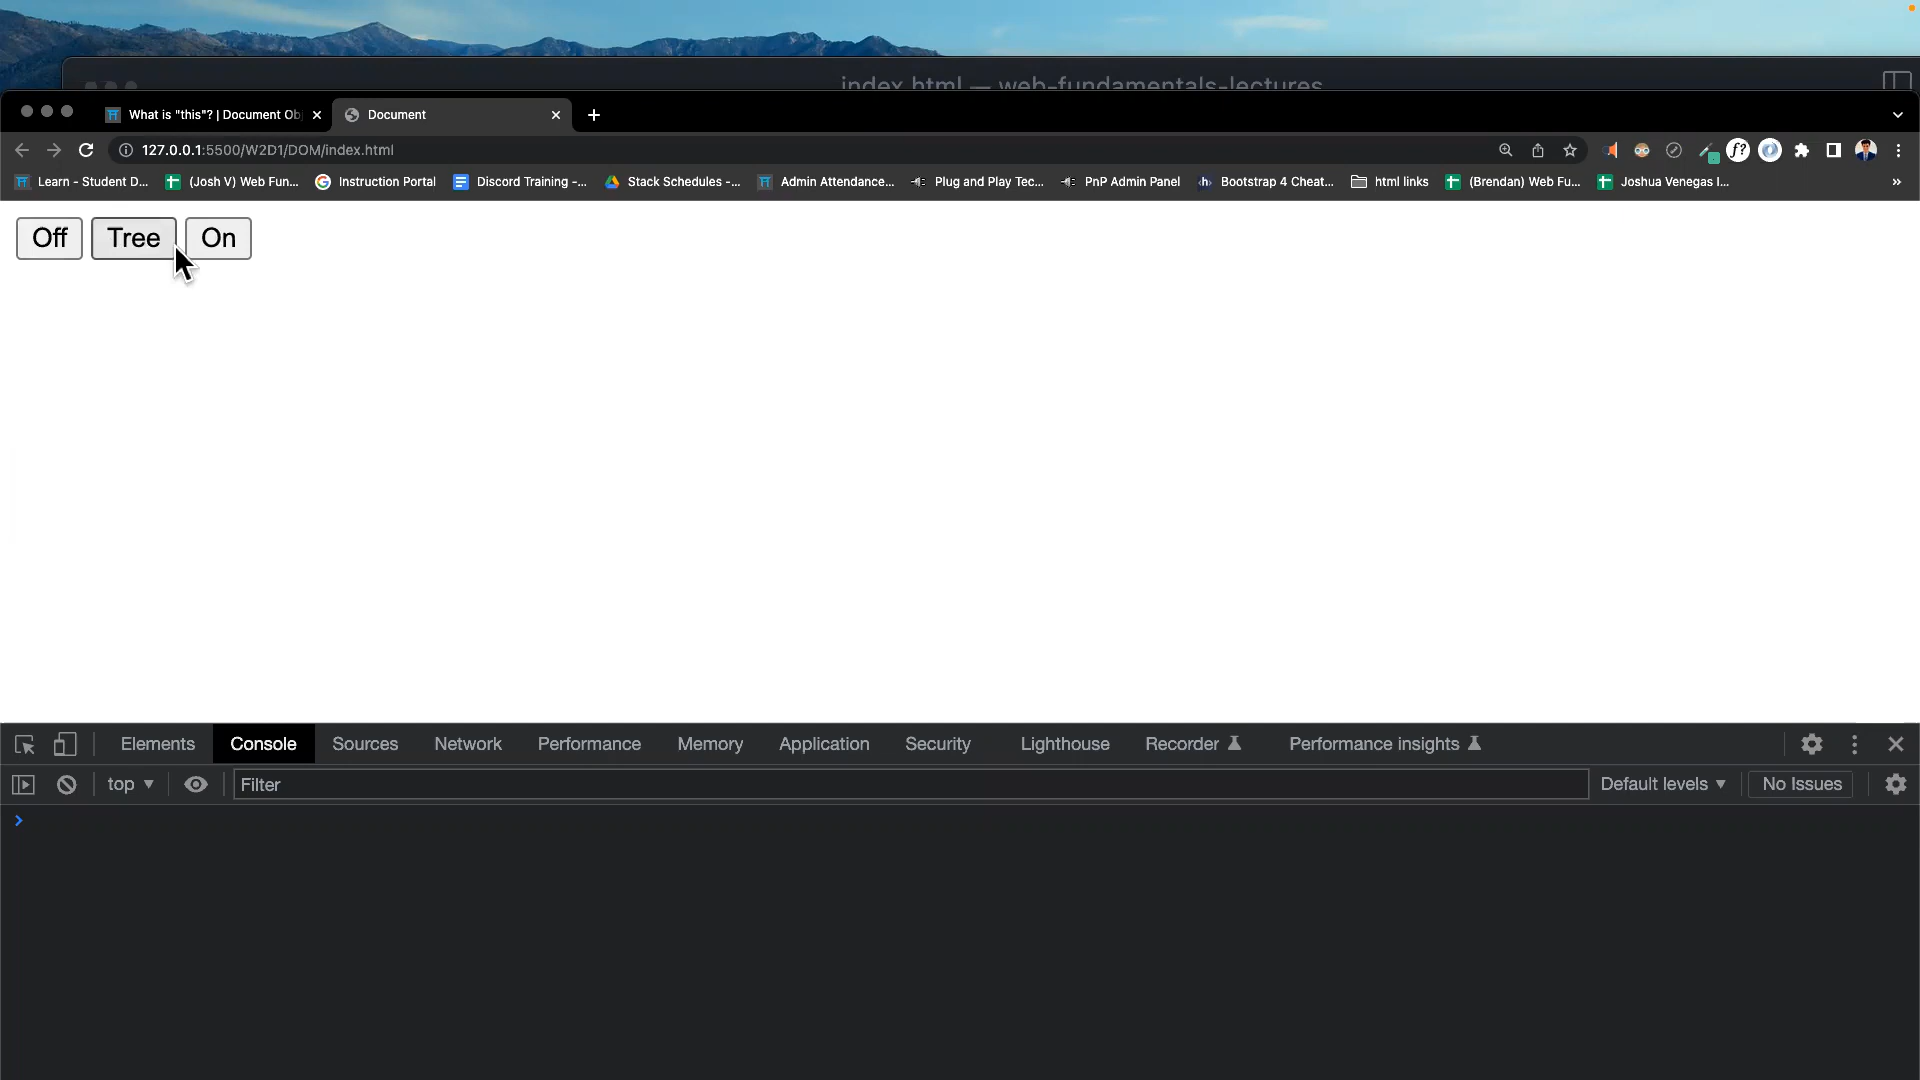 index.html — web-fundamentals-lectures
What is "this"? | Document Ob
Document
127.0.0.1:5500/W2D1/DOM/index.html
Learn - Student D... (Josh V) Web Fun... Instruction Portal Discord Training -... Stack Schedules -... Admin Attendance... Plug and Play Tec... PnP Admin Panel Bootstrap 4 Cheat... html links (Brendan) Web Fu... Joshua Venegas I... »
Off Tree On
Elements Console Sources Network Performance Memory Application Security Lighthouse Recorder Performance insights
top Filter Default levels No Issues